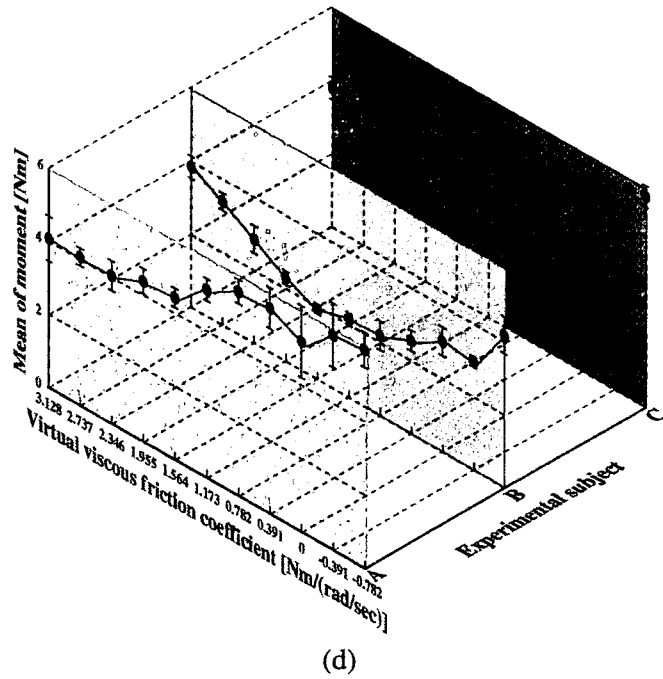 Mean of moment [Nm]
6
4
2
0
3.128 2.737 2.346 1.955 1.564 1.173 0.782 0.391 0 -0.391 -0.782
Virtual viscous friction coefficient [Nm/(rad/sec)]
A
B
C
Experimental subject
(d)